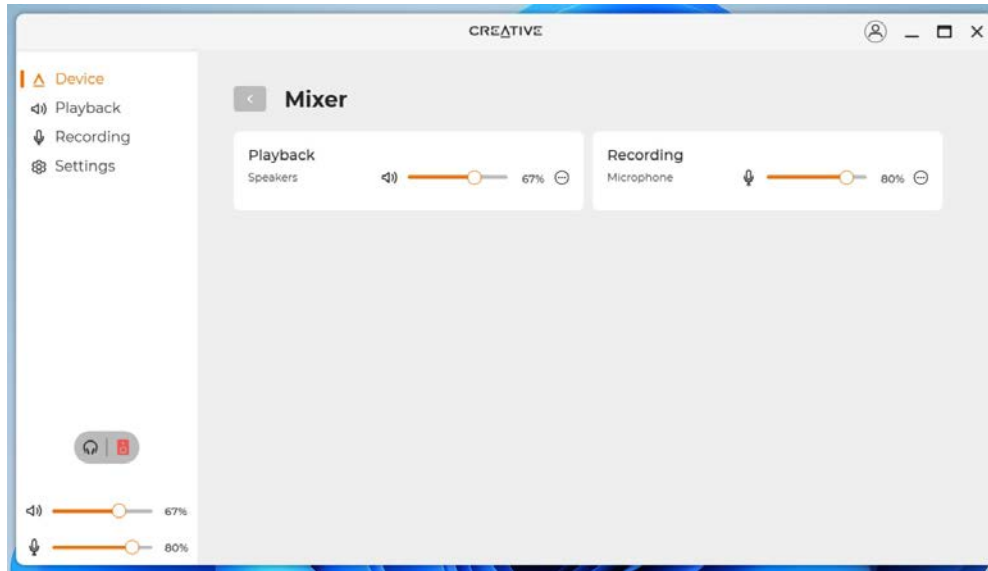 CREATIVE
Device
Playback
Recording
Settings
Mixer
Playback
Speakers
67%
Recording
Microphone
80%
67%
80%